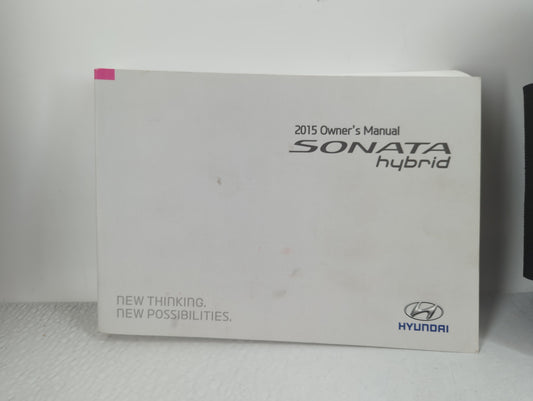 2015 Owner's Manual
SONATA
hybrid
NEW THINKING.
NEW POSSIBILITIES.
HYUNDAI